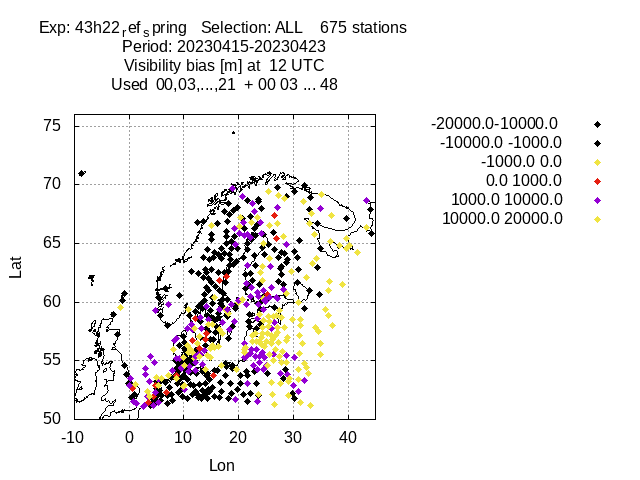 Exp: 43h22refspring   Selection: ALL    675 stations
Period: 20230415-20230423
Visibility bias [m] at  12 UTC
Used  00,03,...,21  + 00 03 ... 48
-20000.0-10000.0
-10000.0 -1000.0
-1000.0 0.0
0.0 1000.0
1000.0 10000.0
10000.0 20000.0
75
70
65
60
55
50
Lat
-10 0 10 20 30 40
Lon